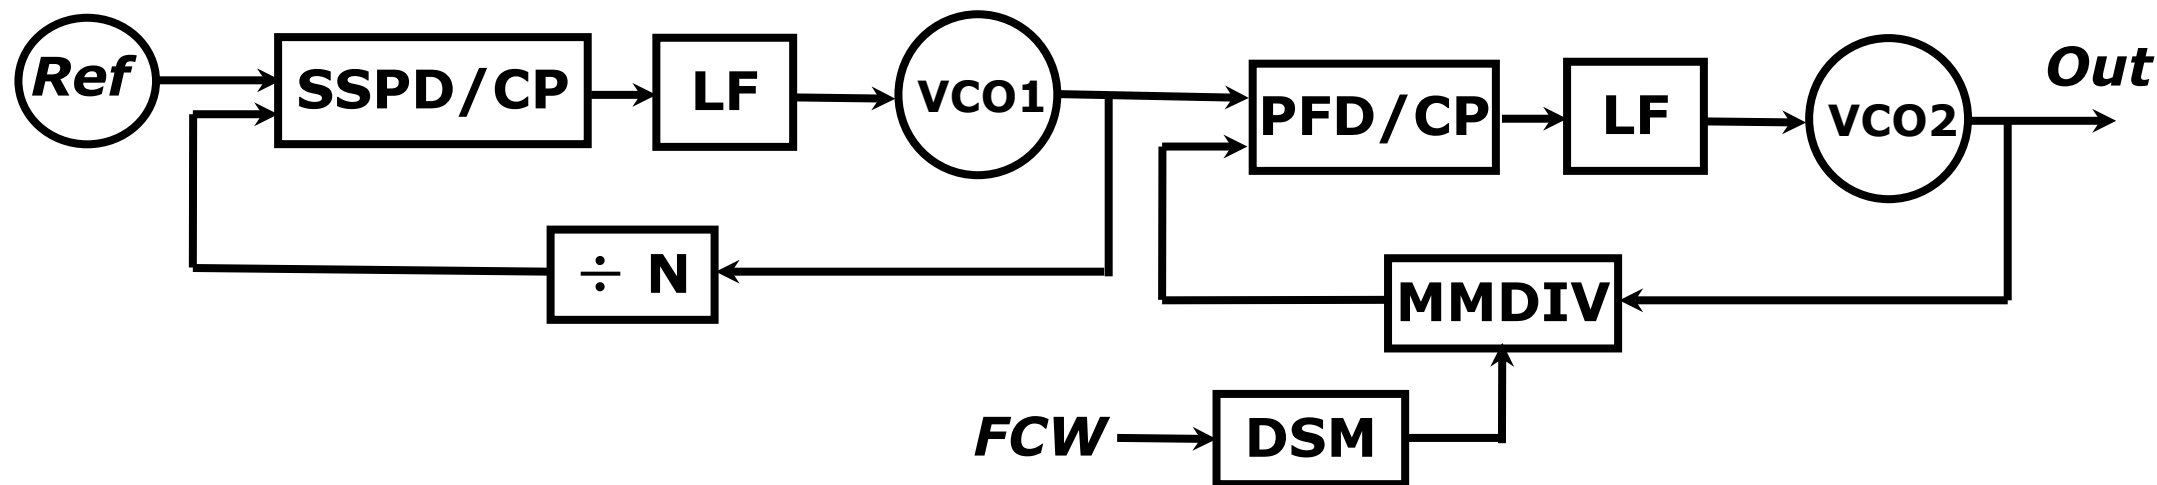 Ref
SSPD/CP
LF
VCO1
PFD/CP
LF
VCO2
Out
÷ N
MMDIV
FCW
DSM